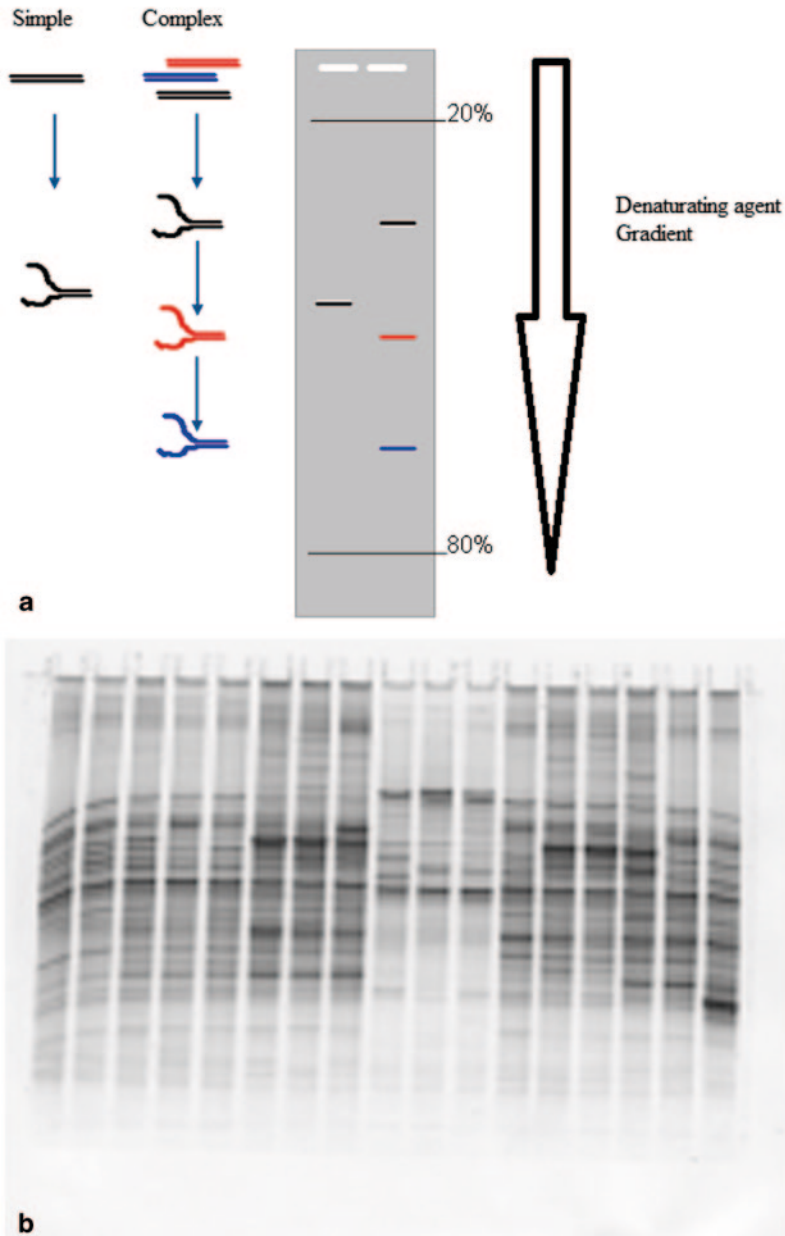 Simple
Complex
20%
Denaturating agent
Gradient
80%
a
b